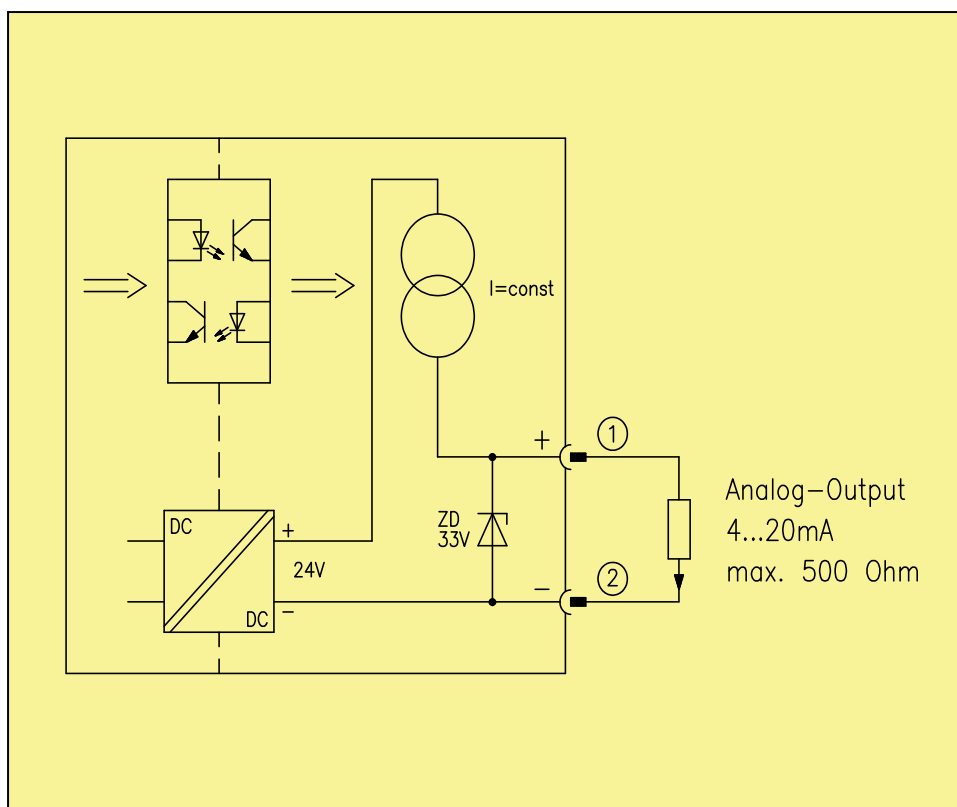 I=const
+
1
Analog-Output
4...20mA
max. 500 Ohm
ZD
33V
DC
+
24V
-
2
DC
-